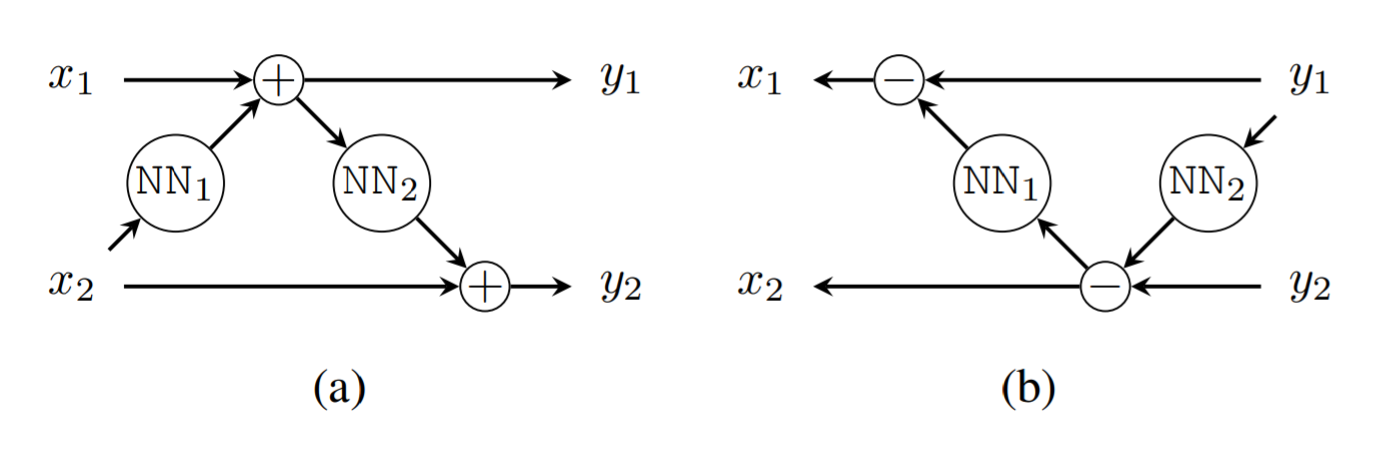 x₁ + y₁ x₁ − y₁
NN₁ NN₂ NN₁ NN₂
x₂ + y₂ x₂ − y₂
(a) (b)